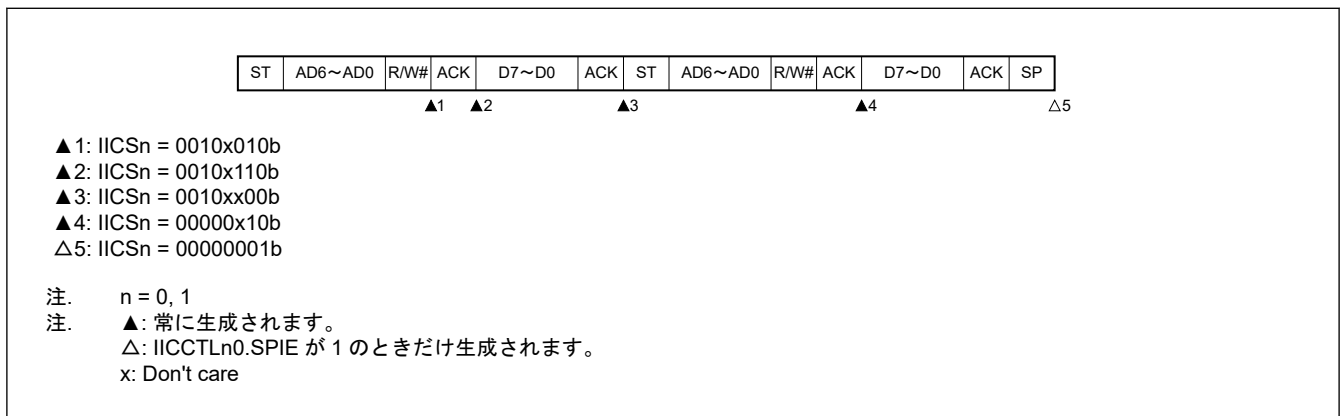 ST AD6～AD0 R/W# ACK D7～D0 ACK ST AD6～AD0 R/W# ACK D7～D0 ACK SP
▲1 ▲2 ▲3 ▲4 △5
▲1: IICSn = 0010x010b
▲2: IICSn = 0010x110b
▲3: IICSn = 0010xx00b
▲4: IICSn = 00000x10b
△5: IICSn = 00000001b
注. n = 0, 1
注. ▲: 常に生成されます。
△: IICCTLn0.SPIE が 1 のときだけ生成されます。
x: Don't care